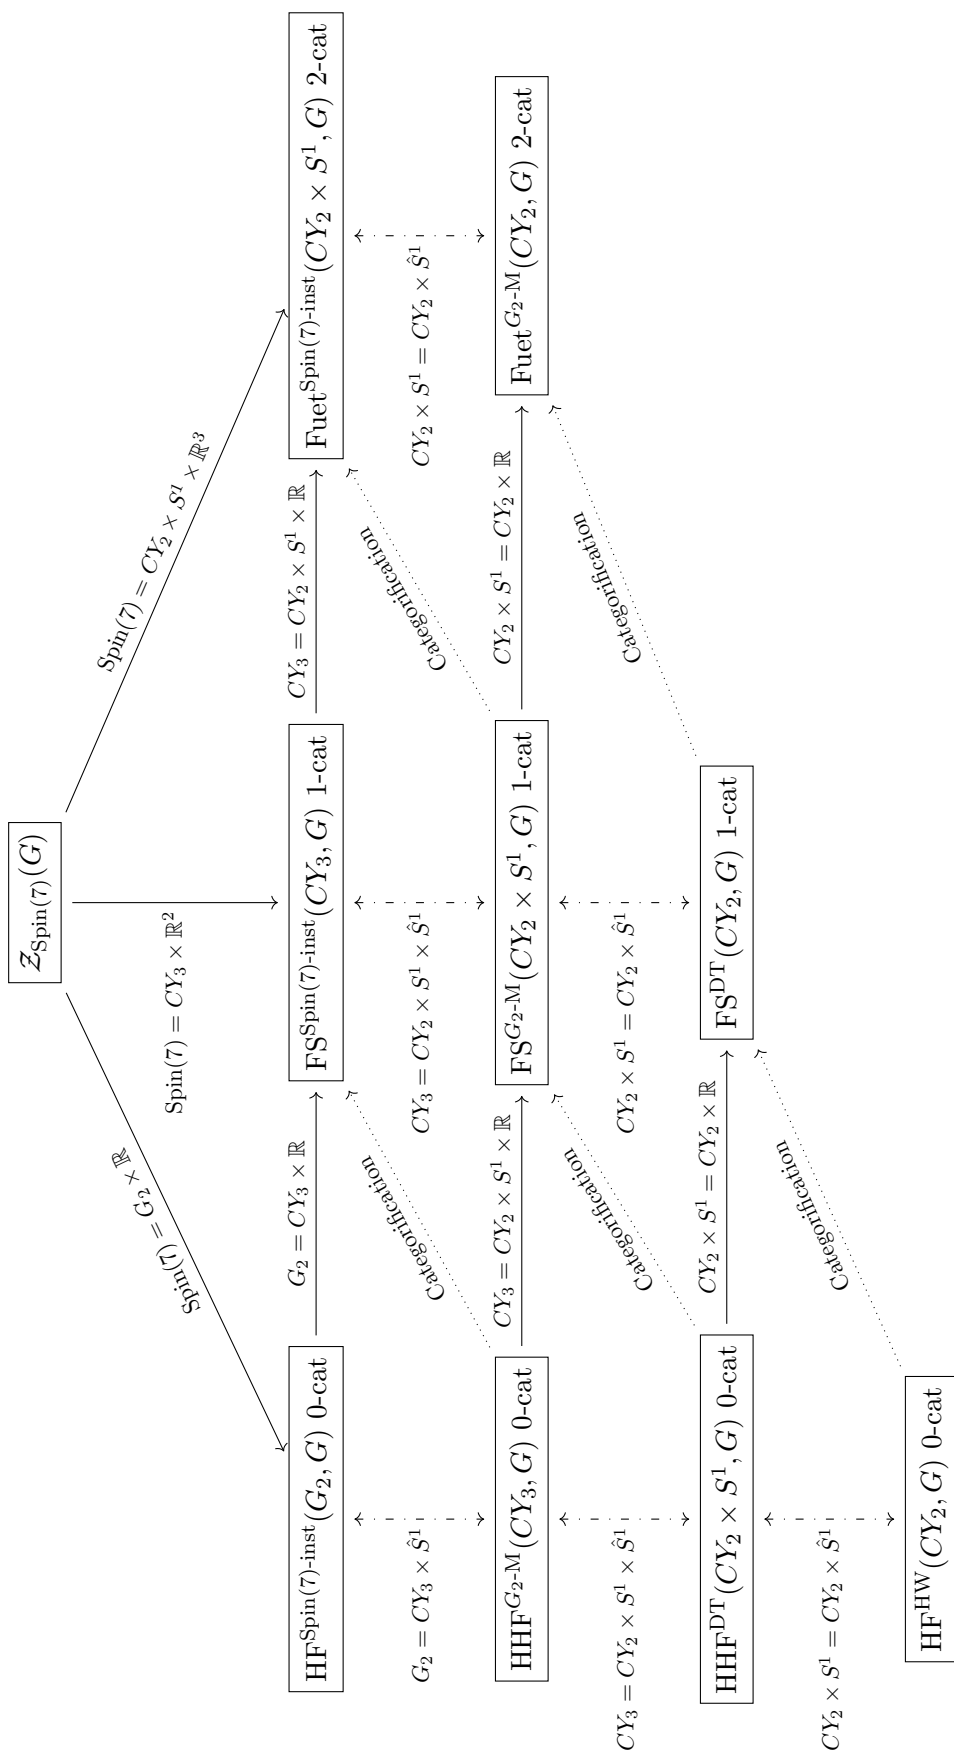 𝒵_{Spin(7)}(G)
Spin(7) = G_2 × ℝ
Spin(7) = CY_3 × ℝ^2
Spin(7) = CY_2 × S^1 × ℝ^3
HF^{Spin(7)-inst}(G_2, G) 0-cat
G_2 = CY_3 × ℝ
FS^{Spin(7)-inst}(CY_3, G) 1-cat
CY_3 = CY_2 × S^1 × ℝ
Fuet^{Spin(7)-inst}(CY_2 × S^1, G) 2-cat
G_2 = CY_3 × Ŝ^1
Categorification
CY_3 = CY_2 × S^1 × Ŝ^1
Categorification
CY_2 × S^1 = CY_2 × Ŝ^1
HHF^{G_2-M}(CY_3, G) 0-cat
CY_3 = CY_2 × S^1 × ℝ
FS^{G_2-M}(CY_2 × S^1, G) 1-cat
CY_2 × S^1 = CY_2 × ℝ
Fuet^{G_2-M}(CY_2, G) 2-cat
CY_3 = CY_2 × S^1 × Ŝ^1
Categorification
CY_2 × S^1 = CY_2 × Ŝ^1
Categorification
HHF^{DT}(CY_2 × S^1, G) 0-cat
CY_2 × S^1 = CY_2 × ℝ
FS^{DT}(CY_2, G) 1-cat
CY_2 × S^1 = CY_2 × Ŝ^1
Categorification
HF^{HW}(CY_2, G) 0-cat